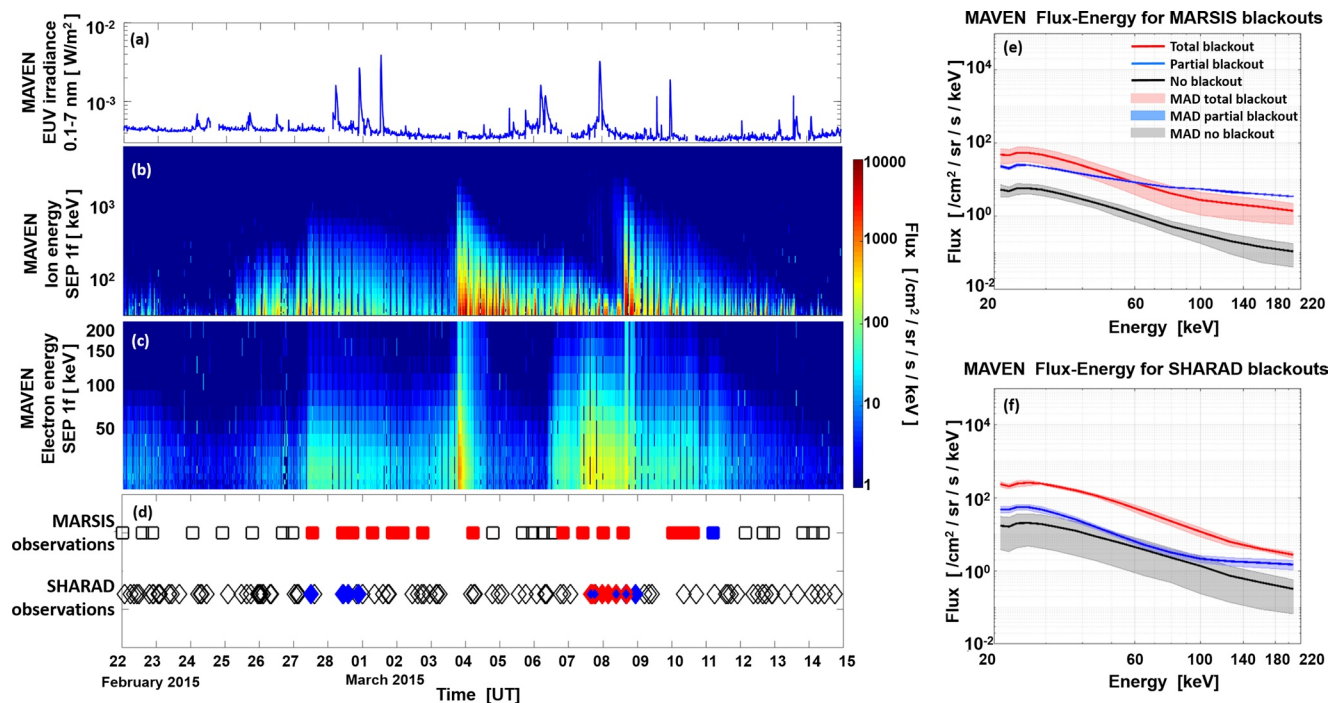 MAVEN
EUV irradiance
0.1-7 nm [ W/m² ]
10-2
10-3
(a)
MAVEN
Ion energy
SEP 1f [ keV ]
10³
10²
(b)
MAVEN
Electron energy
SEP 1f [ keV ]
200
150
100
50
(c)
10000
1000
100
10
1
Flux [ /cm² / sr / s / keV ]
(d)
MARSIS
observations
SHARAD
observations
22 23 24 25 26 27 28 01 02 03 04 05 06 07 08 09 10 11 12 13 14 15
February 2015 March 2015
Time [UT]
MAVEN Flux-Energy for MARSIS blackouts
(e)
Total blackout
Partial blackout
No blackout
MAD total blackout
MAD partial blackout
MAD no blackout
Flux [ /cm² / sr / s / keV ]
10⁴
10²
10⁰
10-2
20 60 100 140 180 220
Energy [keV]
MAVEN Flux-Energy for SHARAD blackouts
(f)
Flux [ /cm² / sr / s / keV ]
10⁴
10²
10⁰
10-2
20 60 100 140 180 220
Energy [keV]